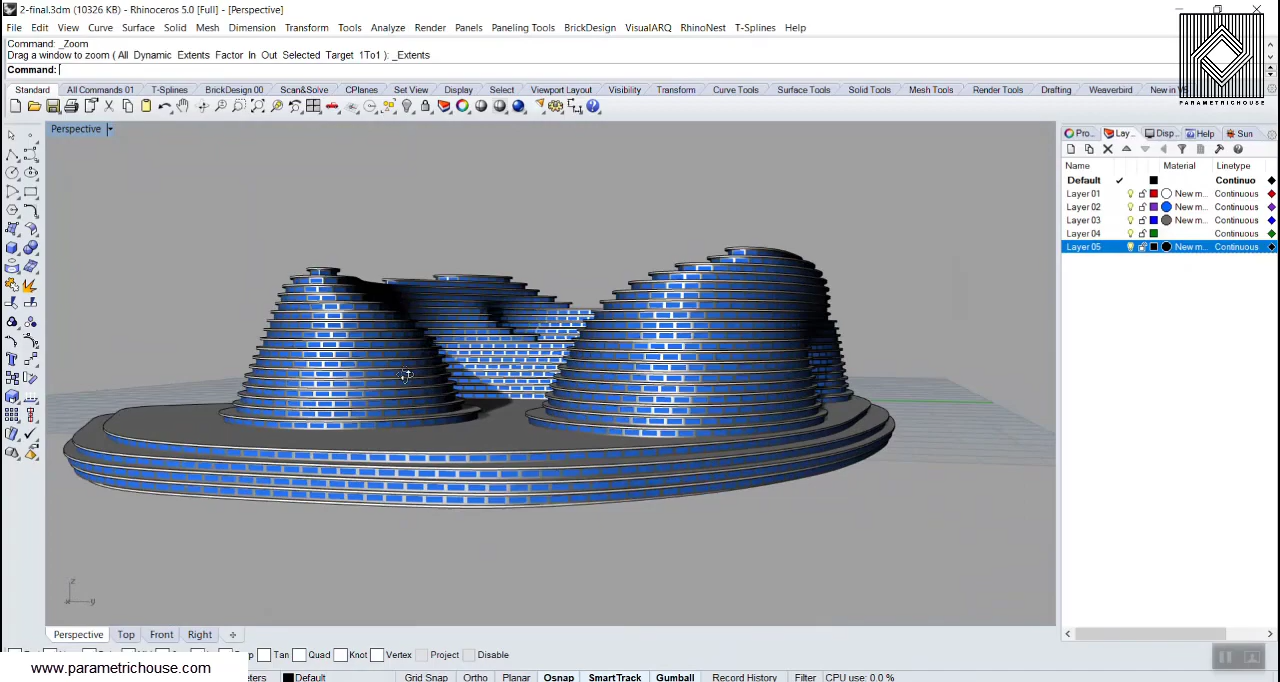 2-final.3dm (10326 KB) - Rhinoceros 5.0 [Full] - [Perspective]
File Edit View Curve Surface Solid Mesh Dimension Transform Tools Analyze Render Panels Paneling Tools BrickDesign VisualARQ RhinoNest T-Splines Help
Command: _Zoom
Drag a window to zoom ( All Dynamic Extents Factor In Out Selected Target 1To1 ): _Extents
Command:
PARAMETRICHOUSE
Standard All Commands 01 T-Splines BrickDesign 00 Scan&Solve CPlanes Set View Display Select Viewport Layout Visibility Transform Curve Tools Surface Tools Solid Tools Mesh Tools Render Tools Drafting Weaverbird New in V5
Perspective
Pro... Lay... Disp... Help Sun
Name Material Linetype
Default Continuo
Layer 01 New m... Continuous
Layer 02 New m... Continuous
Layer 03 New m... Continuous
Layer 04 Continuous
Layer 05 New m... Continuous
z
x y
Perspective Top Front Right
Tan Quad Knot Vertex Project Disable
www.parametrichouse.com
Default Grid Snap Ortho Planar Osnap SmartTrack Gumball Record History Filter CPU use: 0.0 %